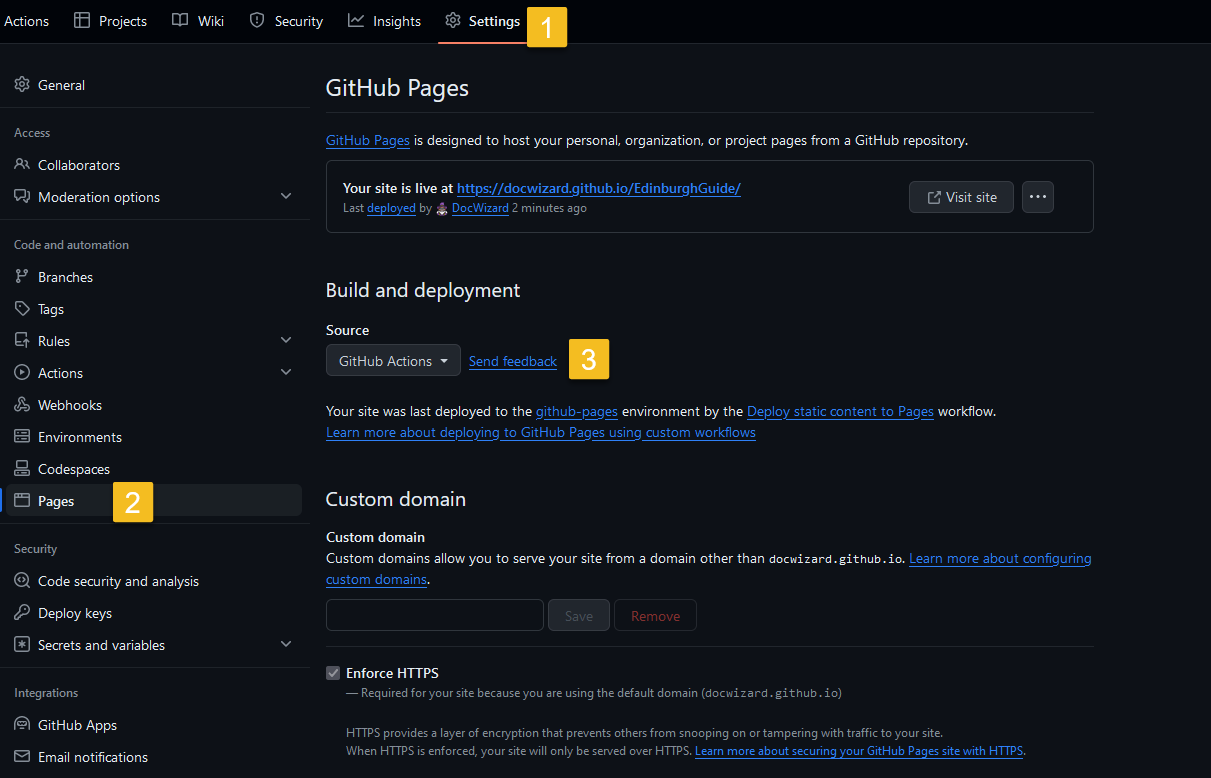 Actions Projects Wiki Security Insights Settings 1
General
Access
Collaborators
Moderation options
Code and automation
Branches
Tags
Rules
Actions
Webhooks
Environments
Codespaces
Pages 2
Security
Code security and analysis
Deploy keys
Secrets and variables
Integrations
GitHub Apps
Email notifications
GitHub Pages
GitHub Pages is designed to host your personal, organization, or project pages from a GitHub repository.
Your site is live at https://docwizard.github.io/EdinburghGuide/
Last deployed by DocWizard 2 minutes ago
Visit site
Build and deployment
Source
GitHub Actions Send feedback 3
Your site was last deployed to the github-pages environment by the Deploy static content to Pages workflow.
Learn more about deploying to GitHub Pages using custom workflows
Custom domain
Custom domain
Custom domains allow you to serve your site from a domain other than docwizard.github.io. Learn more about configuring
custom domains.
Save Remove
Enforce HTTPS
— Required for your site because you are using the default domain (docwizard.github.io)
HTTPS provides a layer of encryption that prevents others from snooping on or tampering with traffic to your site.
When HTTPS is enforced, your site will only be served over HTTPS. Learn more about securing your GitHub Pages site with HTTPS.